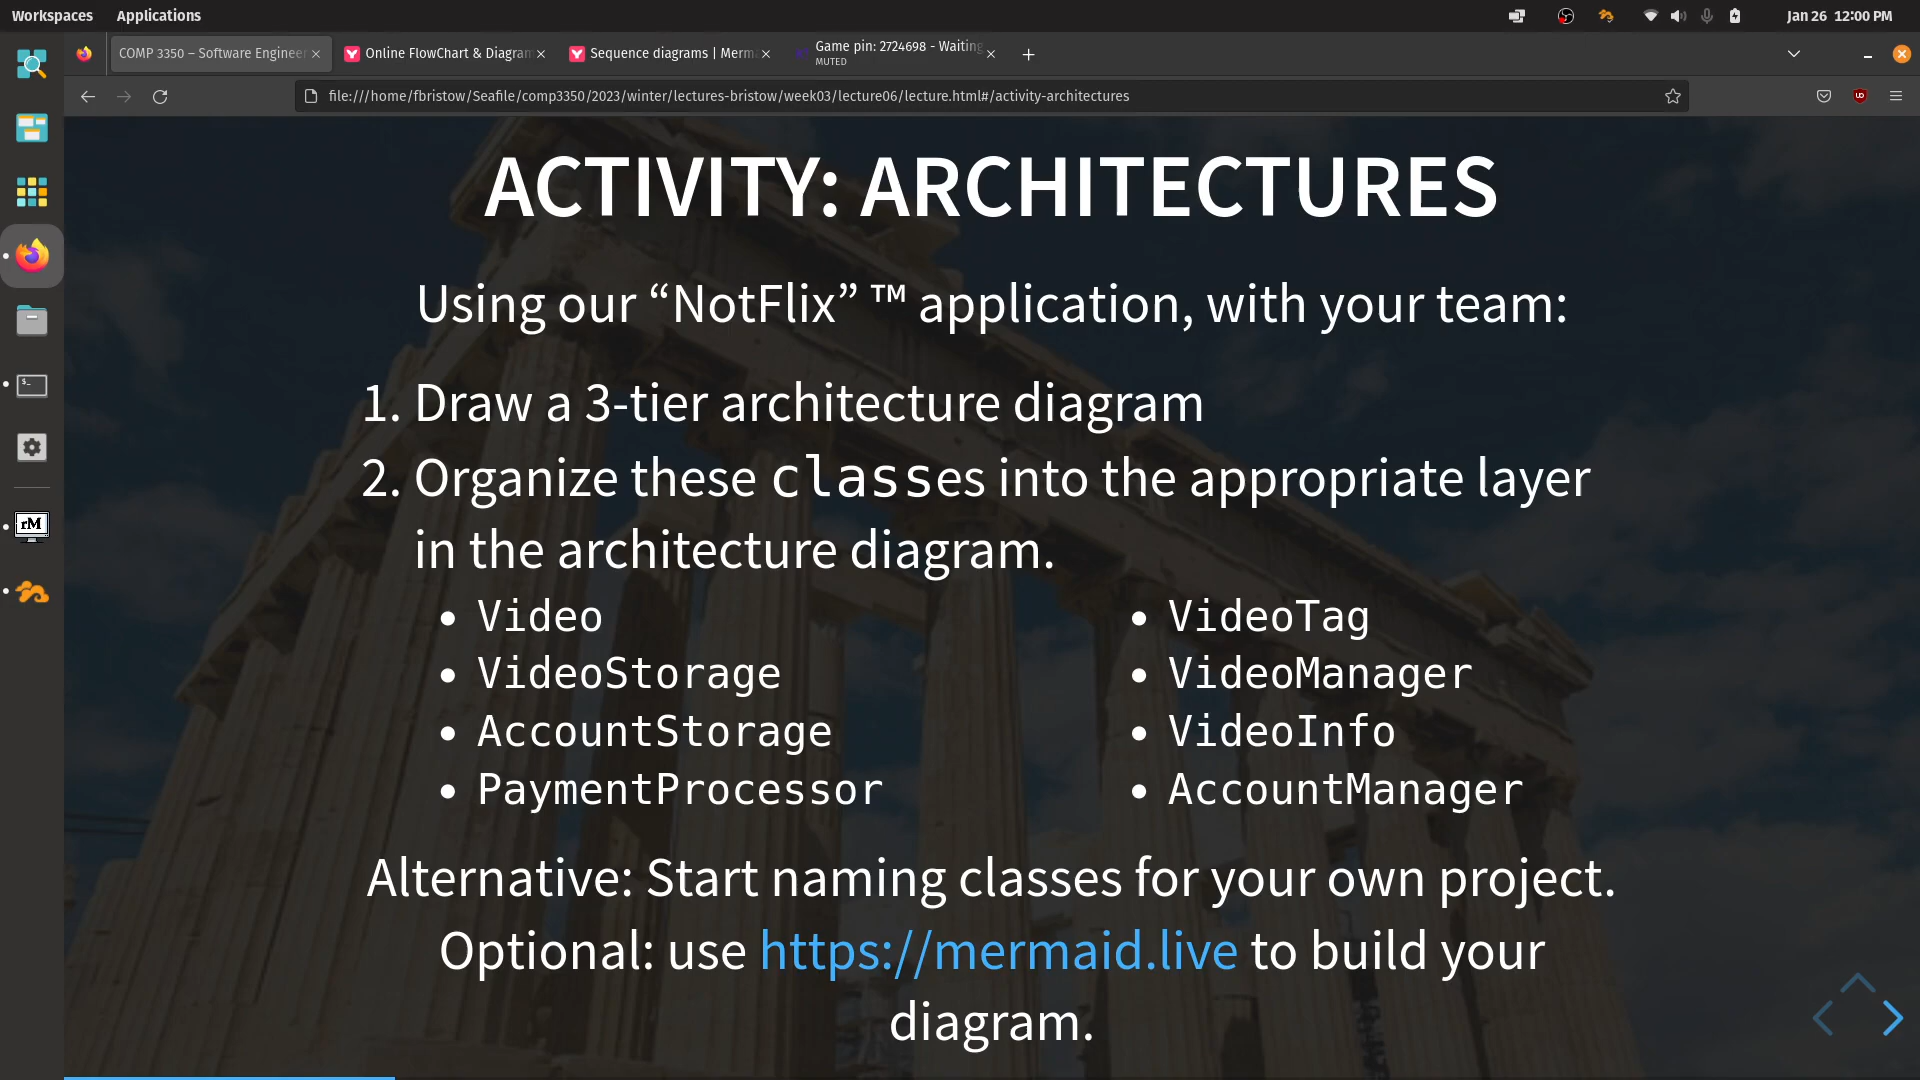 Workspaces Applications Jan 26 12:00 PM
COMP 3350 – Software Engineer Online FlowChart & Diagram Sequence diagrams | Merm Game pin: 2724698 - Waiting
MUTED
file:///home/fbristow/Seafile/comp3350/2023/winter/lectures-bristow/week03/lecture06/lecture.html#/activity-architectures
ACTIVITY: ARCHITECTURES
Using our “NotFlix” ™ application, with your team:
1. Draw a 3-tier architecture diagram
2. Organize these classes into the appropriate layer
in the architecture diagram.
• Video
• VideoStorage
• AccountStorage
• PaymentProcessor
• VideoTag
• VideoManager
• VideoInfo
• AccountManager
Alternative: Start naming classes for your own project.
Optional: use https://mermaid.live to build your
diagram.
rM